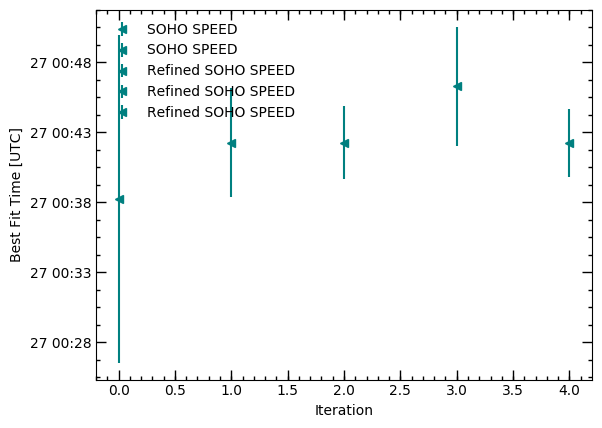 SOHO SPEED
SOHO SPEED
Refined SOHO SPEED
Refined SOHO SPEED
Refined SOHO SPEED
27 00:48
27 00:43
27 00:38
27 00:33
27 00:28
Best Fit Time [UTC]
0.0 0.5 1.0 1.5 2.0 2.5 3.0 3.5 4.0
Iteration